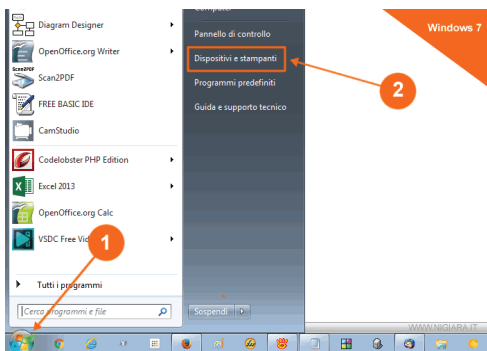 Diagram Designer
OpenOffice.org Writer
Scan2PDF
Scan2PDF
FREE BASIC IDE
CamStudio
Codelobster PHP Edition
Excel 2013
OpenOffice.org Calc
VSDC Free
1
Tutti i programmi
Cerca programmi e file
Computer
Pannello di controllo
Dispositivi e stampanti
Programmi predefiniti
Guida e supporto tecnico
Sospendi
Windows 7
2
WWW.NIGIARA.IT